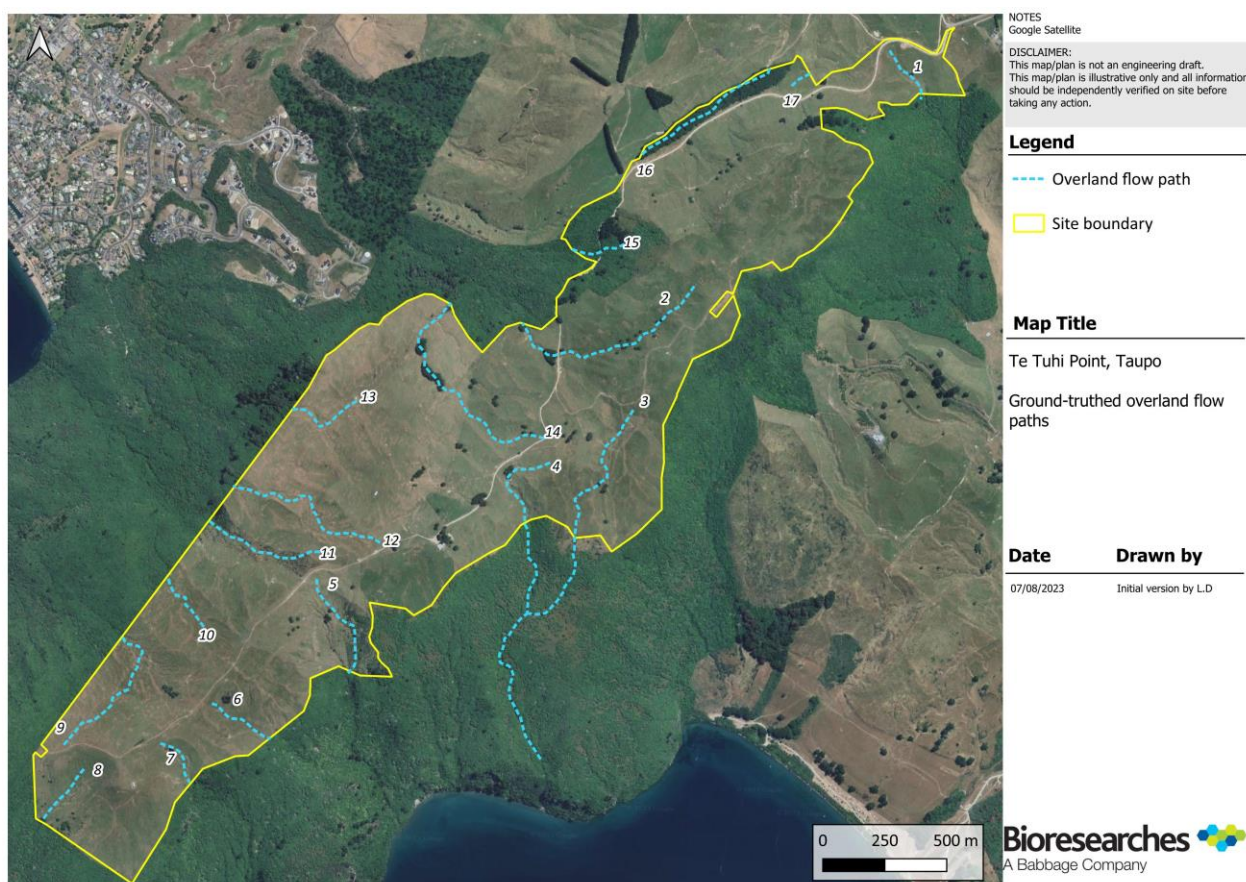 NOTES
Google Satellite
DISCLAIMER:
This map/plan is not an engineering draft.
This map/plan is illustrative only and all information
should be independently verified on site before
taking any action.
Legend
Overland flow path
Site boundary
Map Title
Te Tuhi Point, Taupo
Ground-truthed overland flow
paths
Date Drawn by
07/08/2023 Initial version by L.D
1
17
16
15
2
3
13
14
4
12
11
5
10
6
9
7
8
0 250 500 m
Bioresearches
A Babbage Company